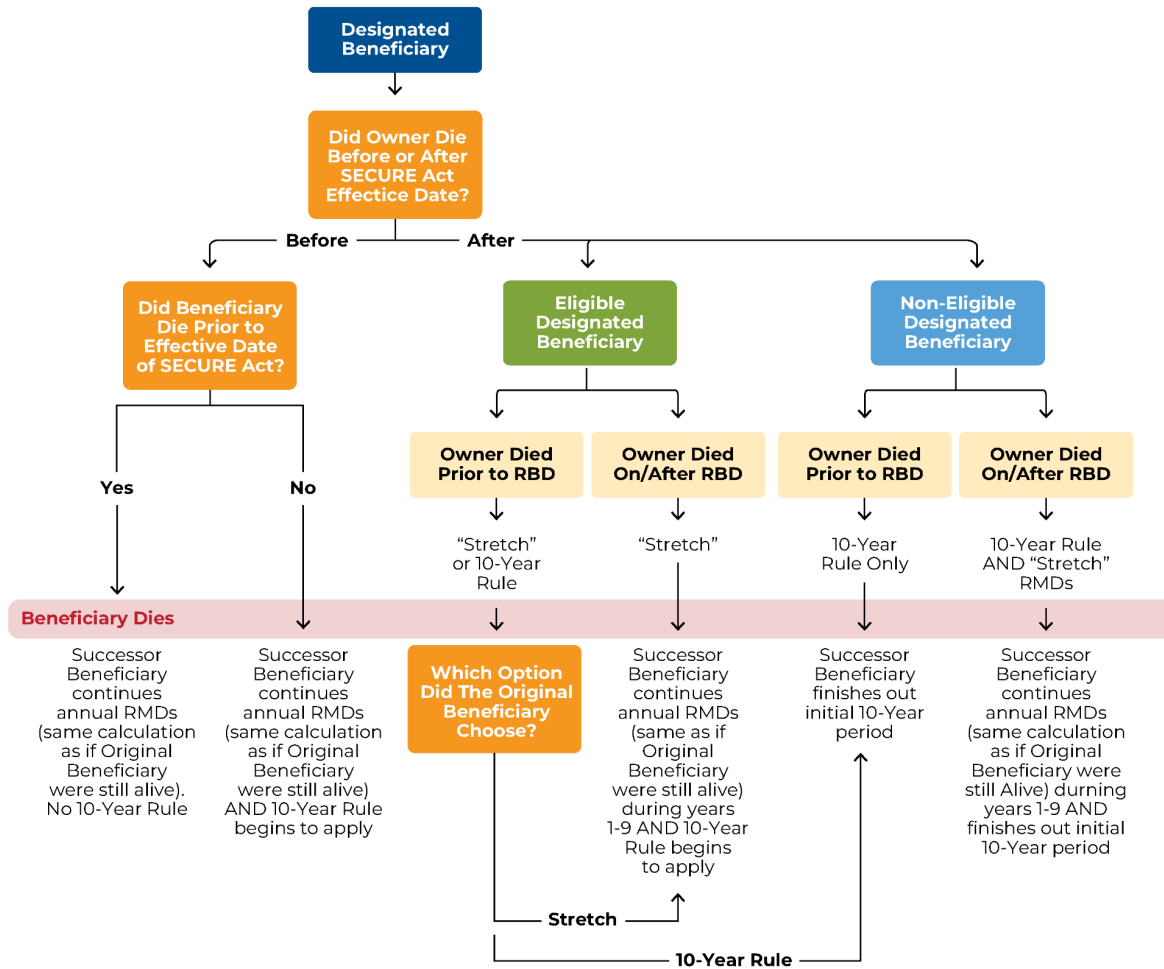 Designated
Beneficiary
Did Owner Die
Before or After
SECURE Act
Effectice Date?
Before
After
Did Beneficiary
Die Prior to
Effective Date
of SECURE Act?
Eligible
Designated
Beneficiary
Non-Eligible
Designated
Beneficiary
Yes
No
Owner Died
Prior to RBD
Owner Died
On/After RBD
Owner Died
Prior to RBD
Owner Died
On/After RBD
“Stretch”
or 10-Year
Rule
“Stretch”
10-Year
Rule Only
10-Year Rule
AND “Stretch”
RMDs
Beneficiary Dies
Successor
Beneficiary
continues
annual RMDs
(same calculation
as if Original
Beneficiary
were still alive).
No 10-Year Rule
Successor
Beneficiary
continues
annual RMDs
(same calculation
as if Original
Beneficiary
were still alive)
AND 10-Year Rule
begins to apply
Which Option
Did The Original
Beneficiary
Choose?
Successor
Beneficiary
continues
annual RMDs
(same as if
Original
Beneficiary
were still alive)
during years
1-9 AND 10-Year
Rule begins
to apply
Successor
Beneficiary
finishes out
initial 10-Year
period
Successor
Beneficiary
continues
annual RMDs
(same calculation
as if Original
Beneficiary were
still Alive) durning
years 1-9 AND
finishes out initial
10-Year period
Stretch
10-Year Rule